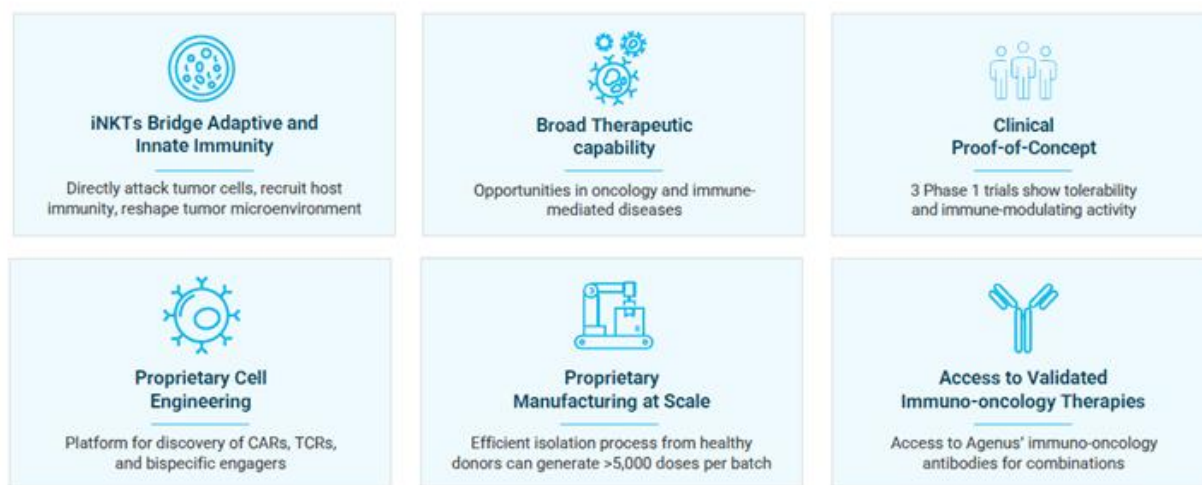 iNKTs Bridge Adaptive and
Innate Immunity
Directly attack tumor cells, recruit host
immunity, reshape tumor microenvironment
Broad Therapeutic
capability
Opportunities in oncology and immune-
mediated diseases
Clinical
Proof-of-Concept
3 Phase 1 trials show tolerability
and immune-modulating activity
Proprietary Cell
Engineering
Platform for discovery of CARs, TCRs,
and bispecific engagers
Proprietary
Manufacturing at Scale
Efficient isolation process from healthy
donors can generate >5,000 doses per batch
Access to Validated
Immuno-oncology Therapies
Access to Agenus' immuno-oncology
antibodies for combinations